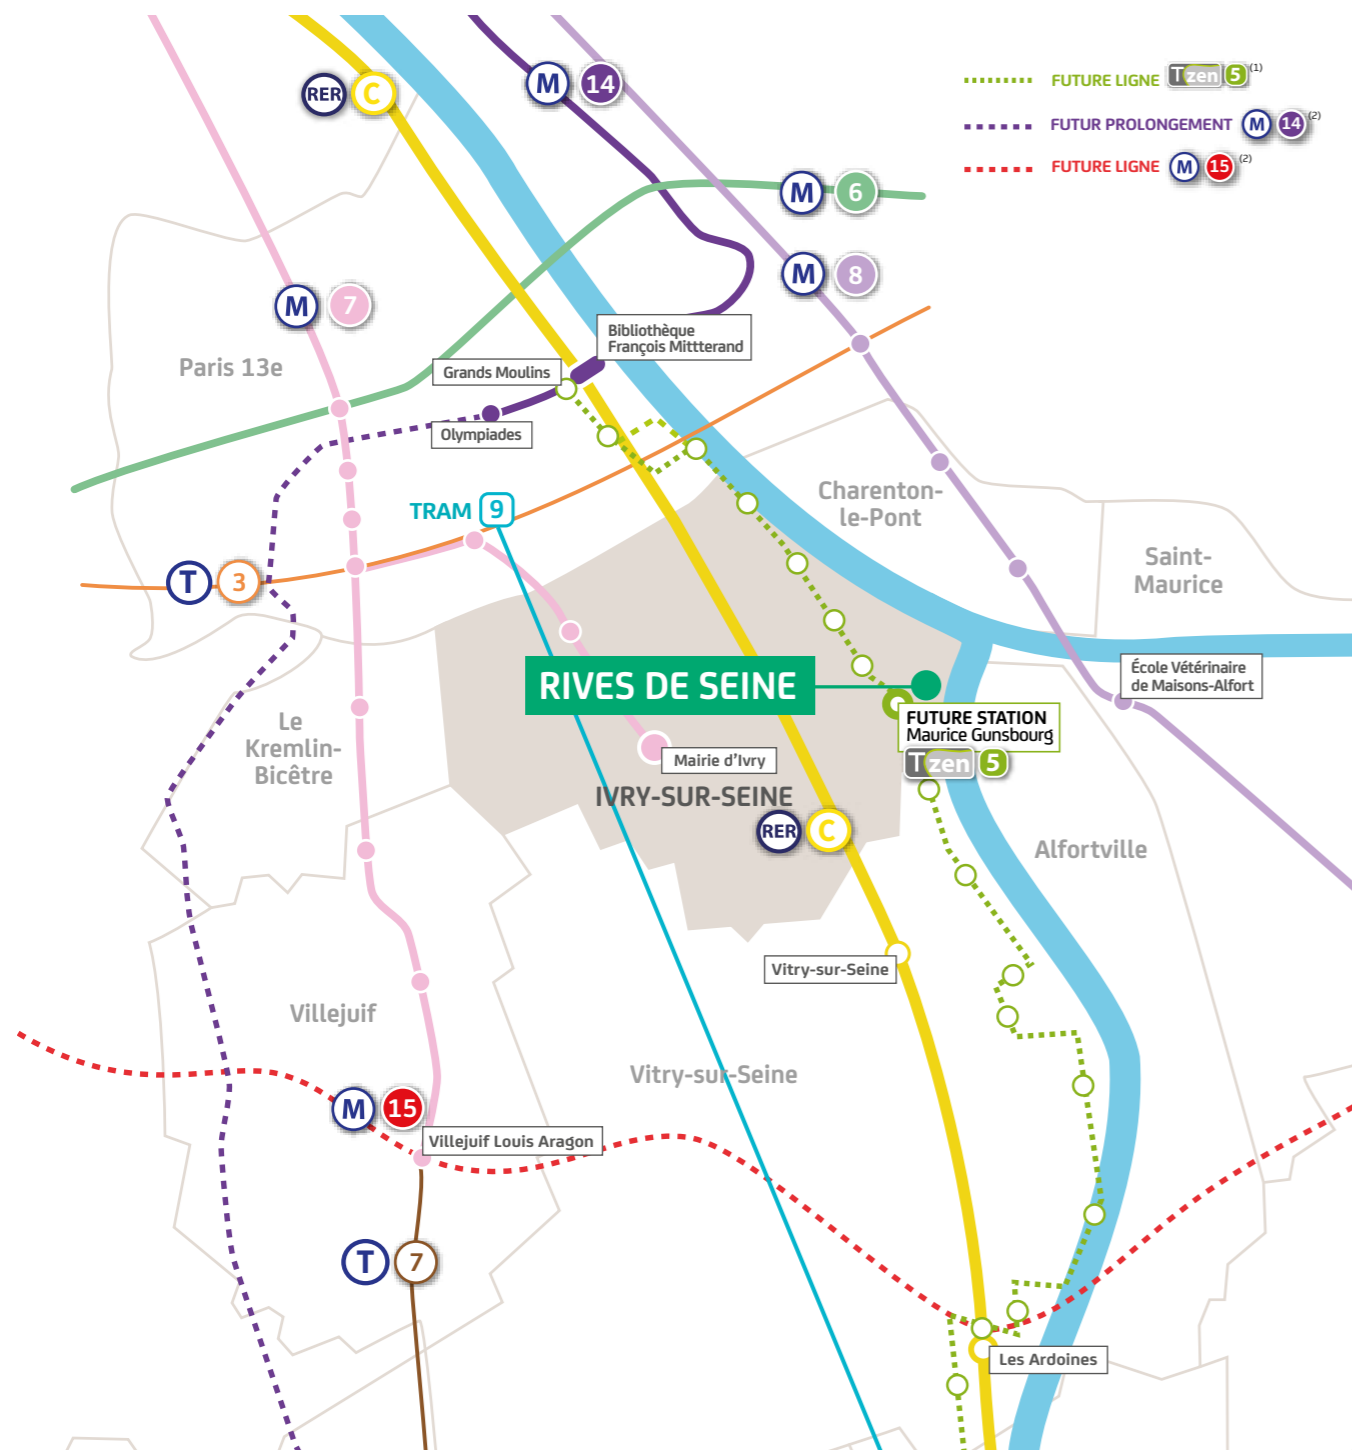 RER C
M 14
FUTURE LIGNE Tzen 5 (1)
FUTUR PROLONGEMENT M 14 (2)
FUTURE LIGNE M 15 (2)
M 6
M 8
M 7
Bibliothèque
François Mittterand
Paris 13e
Grands Moulins
Olympiades
TRAM 9
Charenton-
le-Pont
Saint-
Maurice
T 3
École Vétérinaire
de Maisons-Alfort
RIVES DE SEINE
FUTURE STATION
Maurice Gunsbourg
Tzen 5
Le
Kremlin-
Bicêtre
Mairie d'Ivry
IVRY-SUR-SEINE
RER C
Alfortville
Vitry-sur-Seine
Villejuif
Vitry-sur-Seine
M 15
Villejuif Louis Aragon
T 7
Les Ardoines